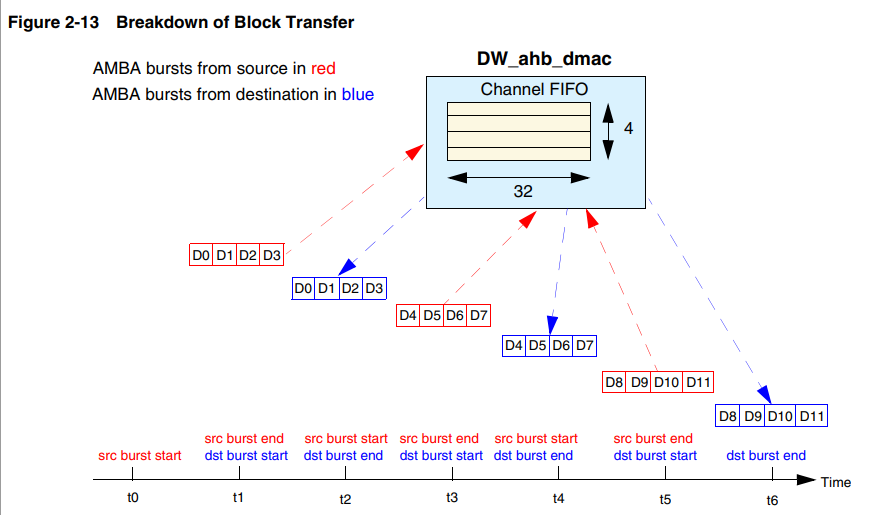 Figure 2-13 Breakdown of Block Transfer
DW_ahb_dmac
AMBA bursts from source in red
AMBA bursts from destination in blue
Channel FIFO
4
32
D0 D1 D2 D3
D0 D1 D2 D3
D4 D5 D6 D7
D4 D5 D6 D7
D8 D9 D10 D11
D8 D9 D10 D11
src burst end src burst start src burst end src burst start src burst end
src burst start dst burst start dst burst end dst burst start dst burst end dst burst start dst burst end
Time
t0 t1 t2 t3 t4 t5 t6